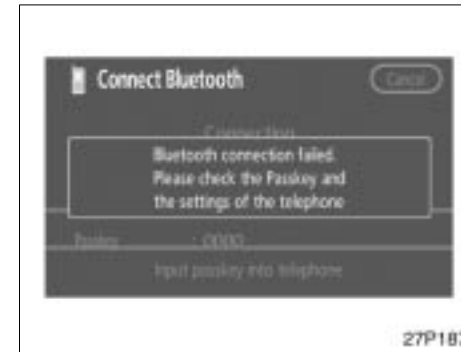 Connect Bluetooth
Cancel
Connection
Bluetooth connection failed.
Please check the Passkey and
the settings of the telephone
Passkey : 0000
Input passkey into telephone
27P187